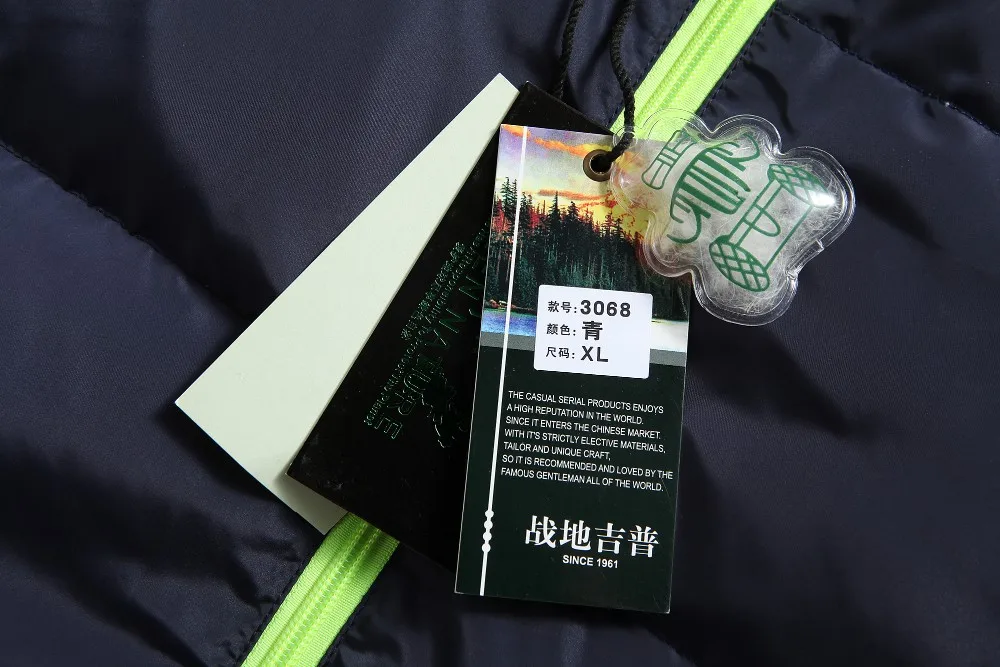 款号:3068
颜色:青
尺码:XL
THE CASUAL SERIAL PRODUCTS ENJOYS
A HIGH REPUTATION IN THE WORLD.
SINCE IT ENTERS THE CHINESE MARKET.
WITH IT'S STRICTLY ELECTIVE MATERIALS,
TAILOR AND UNIQUE CRAFT,
SO IT IS RECOMMENDED AND LOVED BY THE
FAMOUS GENTLEMAN ALL OF THE WORLD.
战地吉普
SINCE 1961